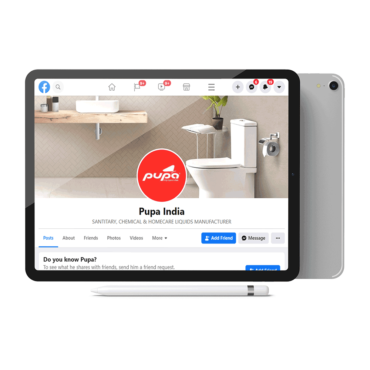 pupa
Pupa India
SANTITARY, CHEMICAL & HOMECARE LIQUIDS MANUFACTURER
Posts About Friends Photos Videos More
Add Friend Message
Do you know Pupa?
To see what he shares with friends, send him a friend request.
Add Friend